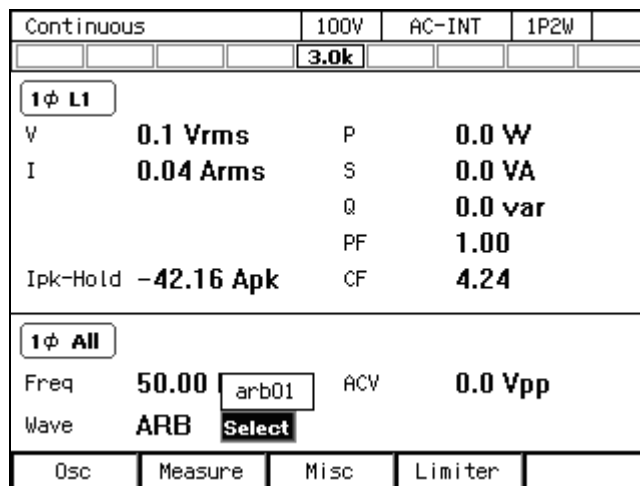 Continuous 100V AC-INT 1P2W
3.0k
1ϕ L1
V 0.1 Vrms P 0.0 W
I 0.04 Arms S 0.0 VA
Q 0.0 var
PF 1.00
Ipk-Hold -42.16 Apk CF 4.24
1ϕ All
Freq 50.00 arb01 ACV 0.0 Vpp
Wave ARB Select
Osc Measure Misc Limiter